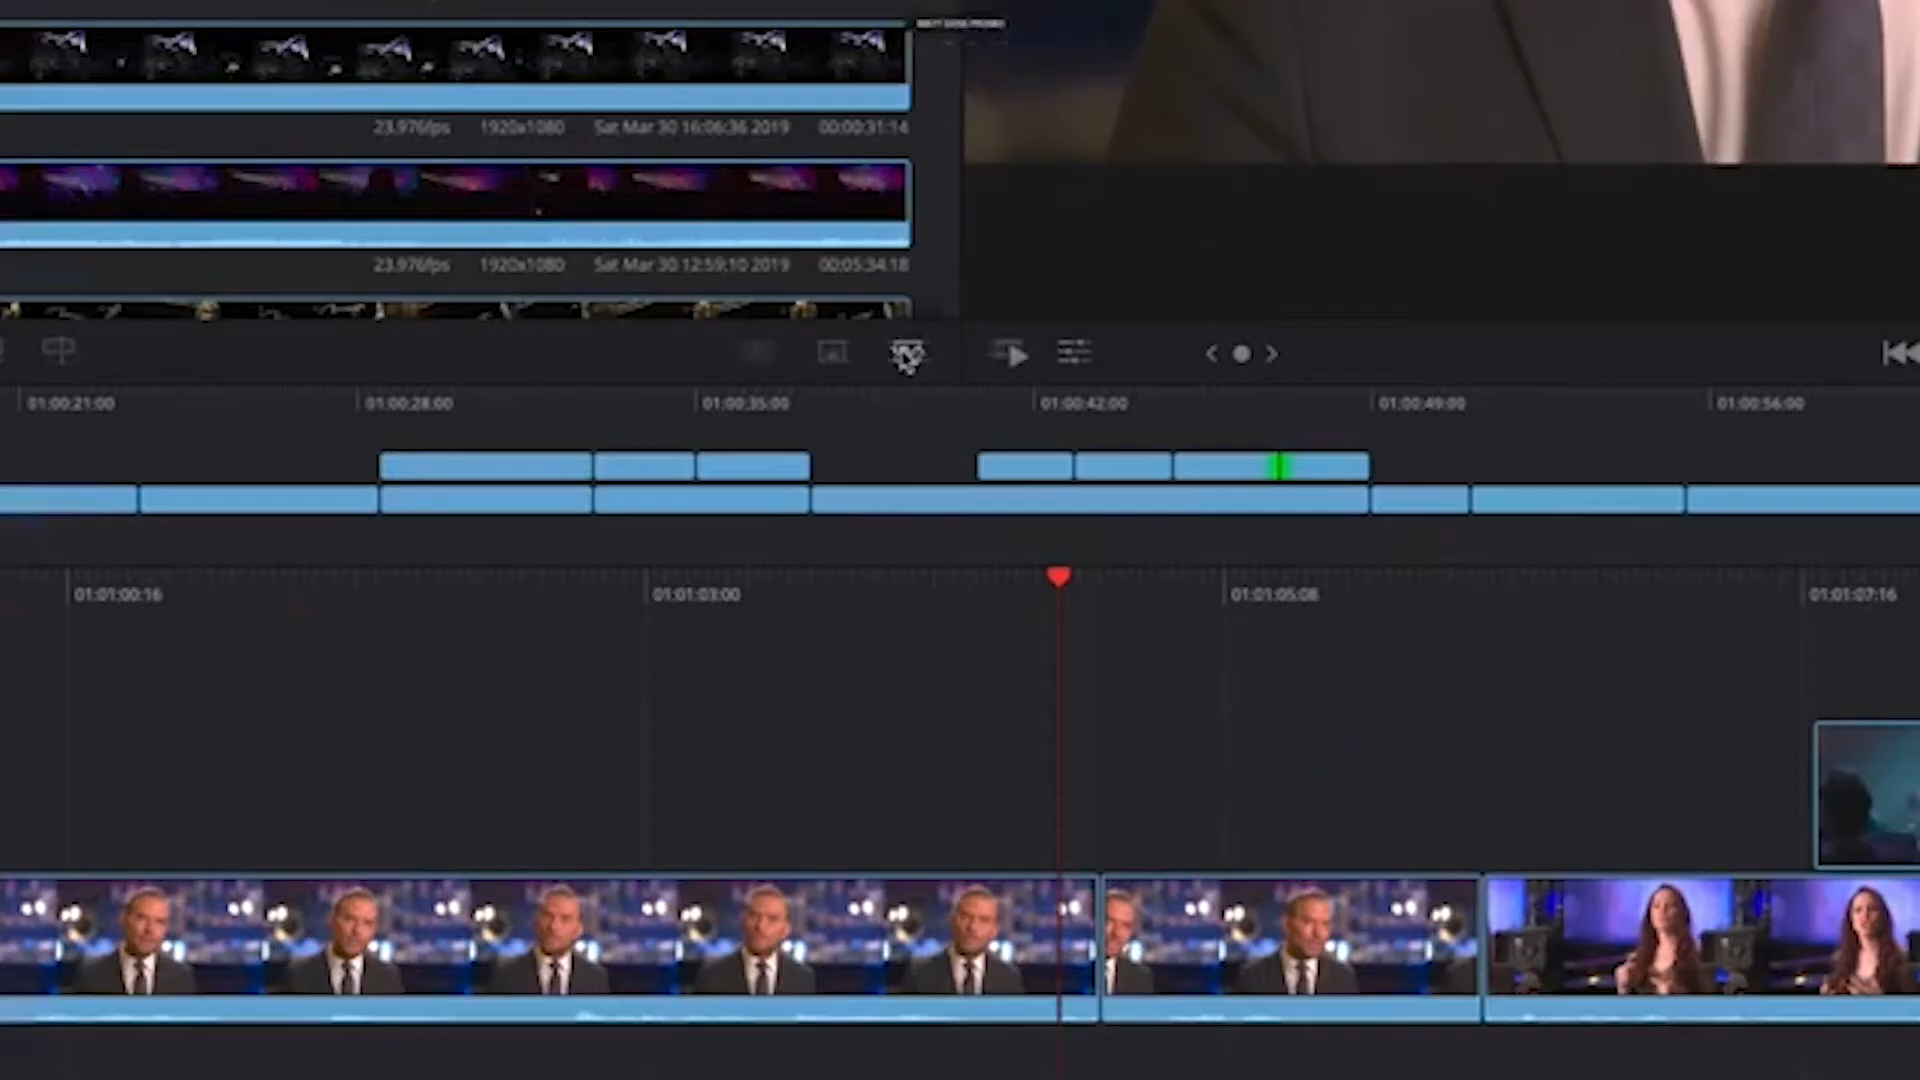 23.976fps 1920x1080 Sat Mar 30 16:06:36 2019 00:00:31:14
23.976fps 1920x1080 Sat Mar 30 12:59:10 2019 00:05:34:18
01:00:21:00 01:00:28:00 01:00:35:00 01:00:42:00 01:00:49:00 01:00:56:00
01:01:00:16 01:01:03:00 01:01:05:08 01:01:07:16